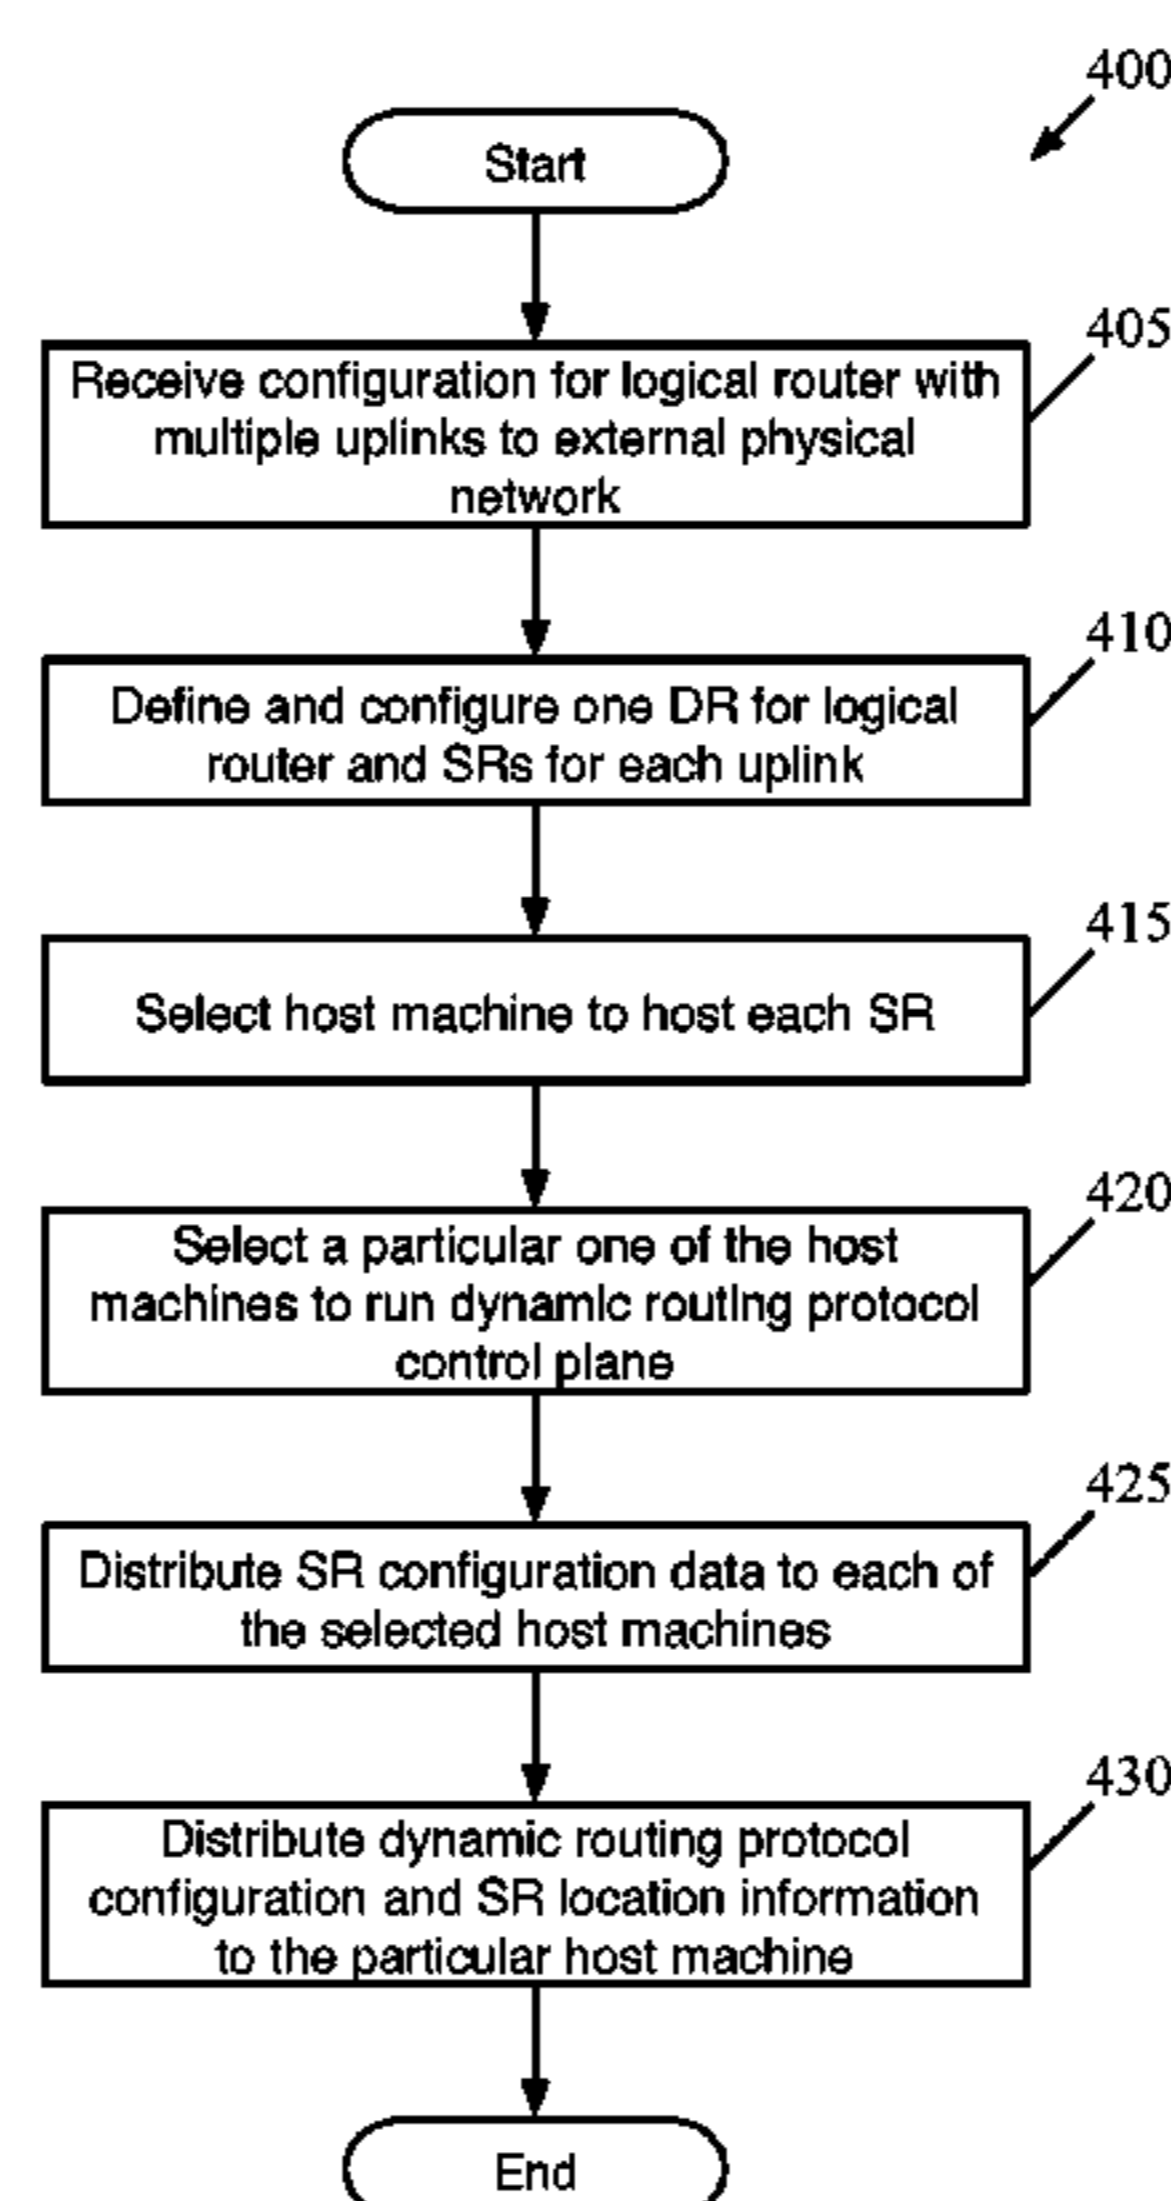 400
Start
405
Receive configuration for logical router with
multiple uplinks to external physical
network
410
Define and configure one DR for logical
router and SRs for each uplink
415
Select host machine to host each SR
420
Select a particular one of the host
machines to run dynamic routing protocol
control plane
425
Distribute SR configuration data to each of
the selected host machines
430
Distribute dynamic routing protocol
configuration and SR location information
to the particular host machine
End